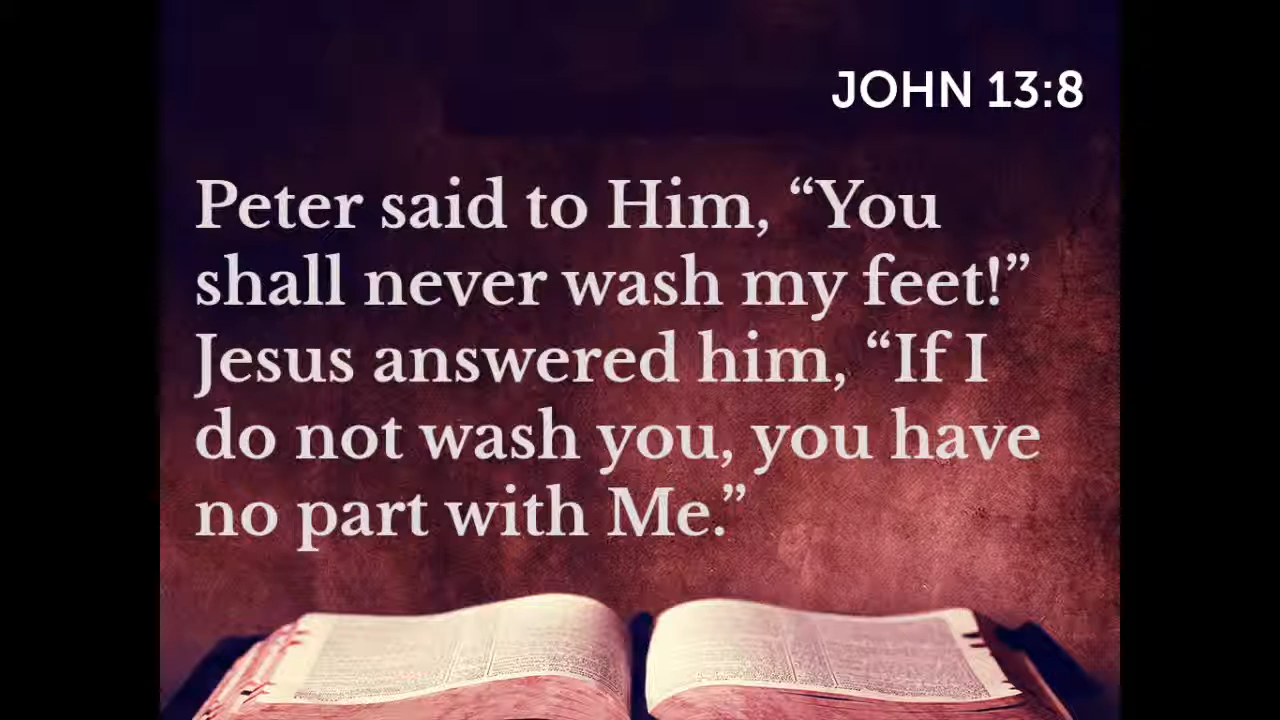 JOHN 13:8
Peter said to Him, “You
shall never wash my feet!”
Jesus answered him, “If I
do not wash you, you have
no part with Me.”